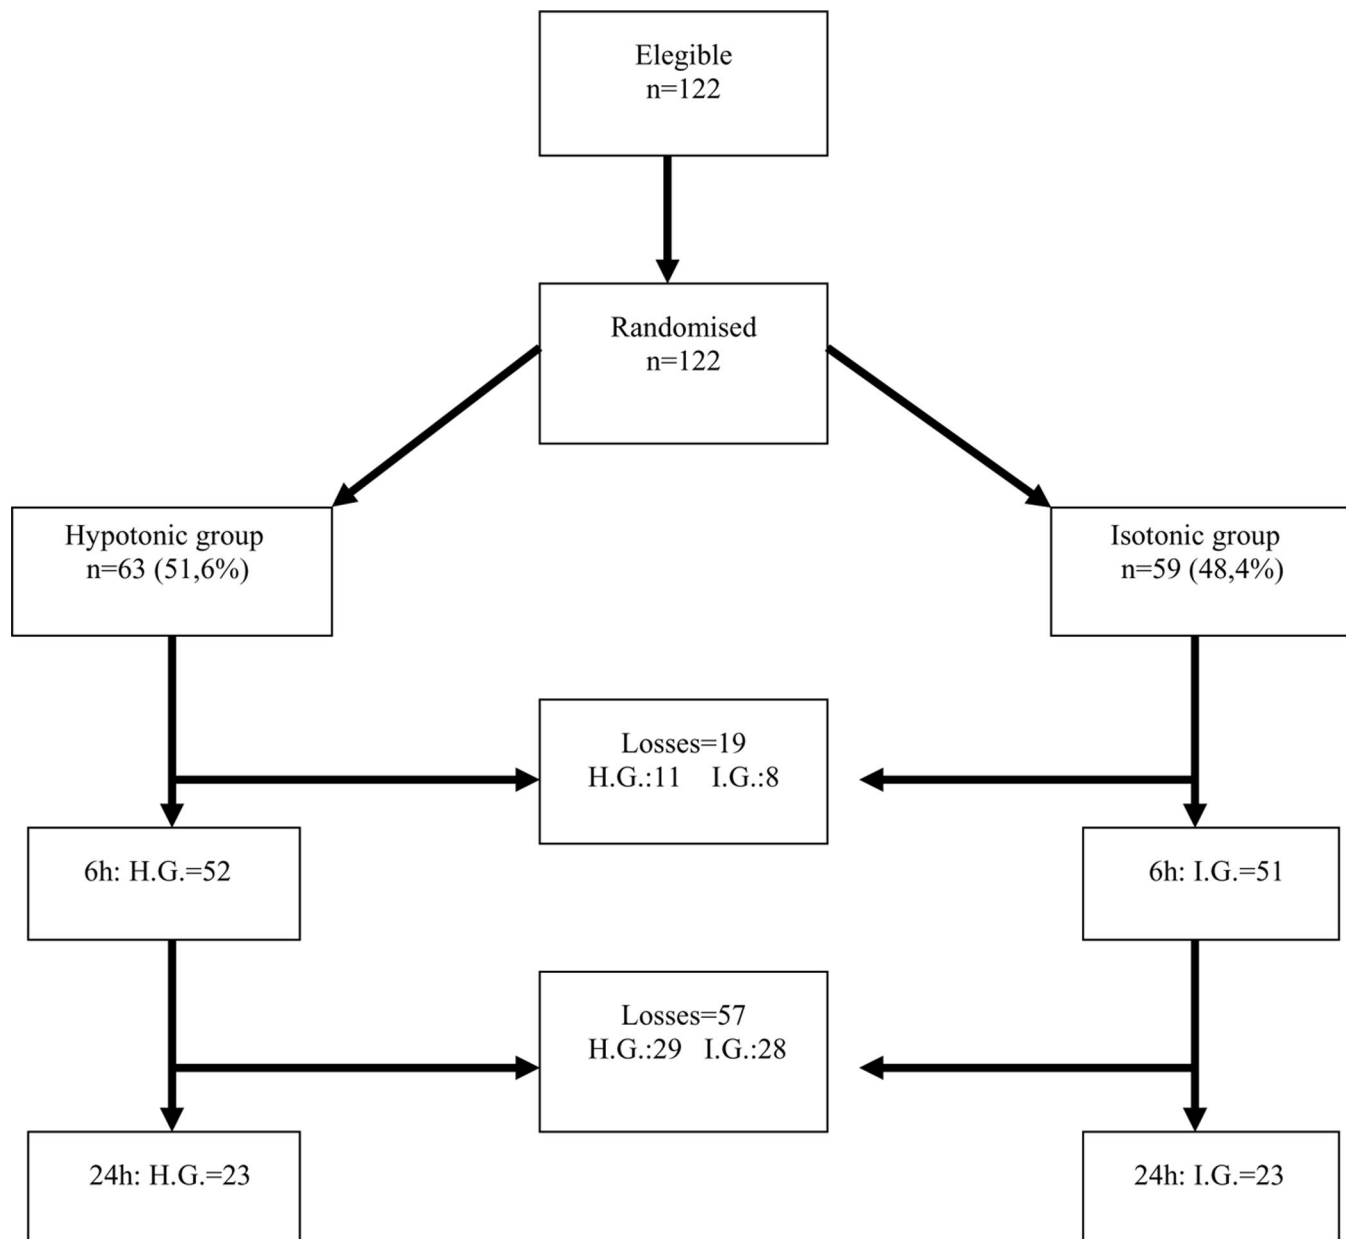 Elegible
n=122
Randomised
n=122
Hypotonic group
n=63 (51,6%)
Isotonic group
n=59 (48,4%)
Losses=19
H.G.:11 I.G.:8
6h: H.G.=52
6h: I.G.=51
Losses=57
H.G.:29 I.G.:28
24h: H.G.=23
24h: I.G.=23